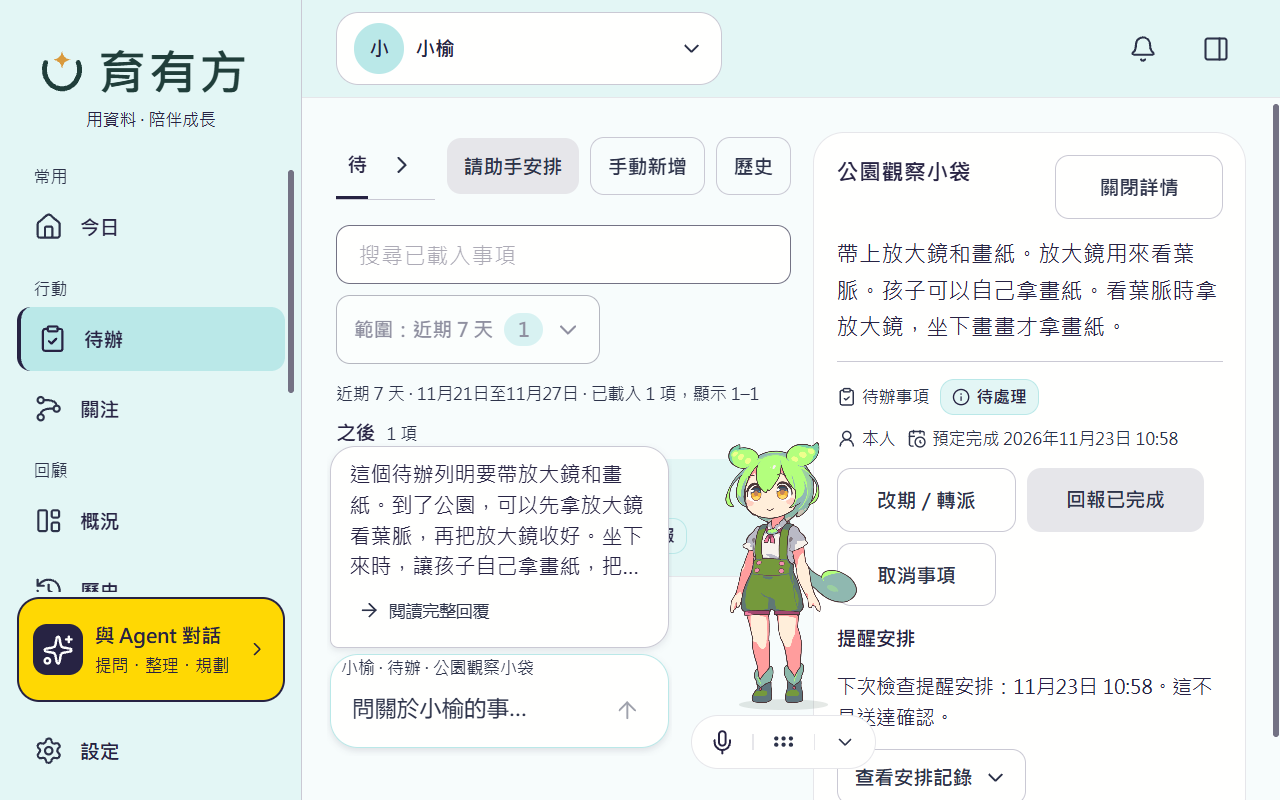 育有方
用資料 · 陪伴成長
常用
今日
行動
待辦
關注
回顧
概況
歷史
與 Agent 對話
提問 · 整理 · 規劃
設定
小 小榆
待
請助手安排
手動新增
歷史
搜尋已載入事項
範圍：近期 7 天 1
近期 7 天 · 11月21日至11月27日 · 已載入 1 項，顯示 1–1
之後 1 項
這個待辦列明要帶放大鏡和畫
紙。到了公園，可以先拿放大鏡
看葉脈，再把放大鏡收好。坐下
來時，讓孩子自己拿畫紙，把...
閱讀完整回覆
小榆 · 待辦 · 公園觀察小袋
問關於小榆的事...
公園觀察小袋
關閉詳情
帶上放大鏡和畫紙。放大鏡用來看葉
脈。孩子可以自己拿畫紙。看葉脈時拿
放大鏡，坐下畫畫才拿畫紙。
待辦事項 待處理
本人 預定完成 2026年11月23日 10:58
改期 / 轉派
回報已完成
取消事項
提醒安排
下次檢查提醒安排：11月23日 10:58。這不
是送達確認。
查看安排記錄